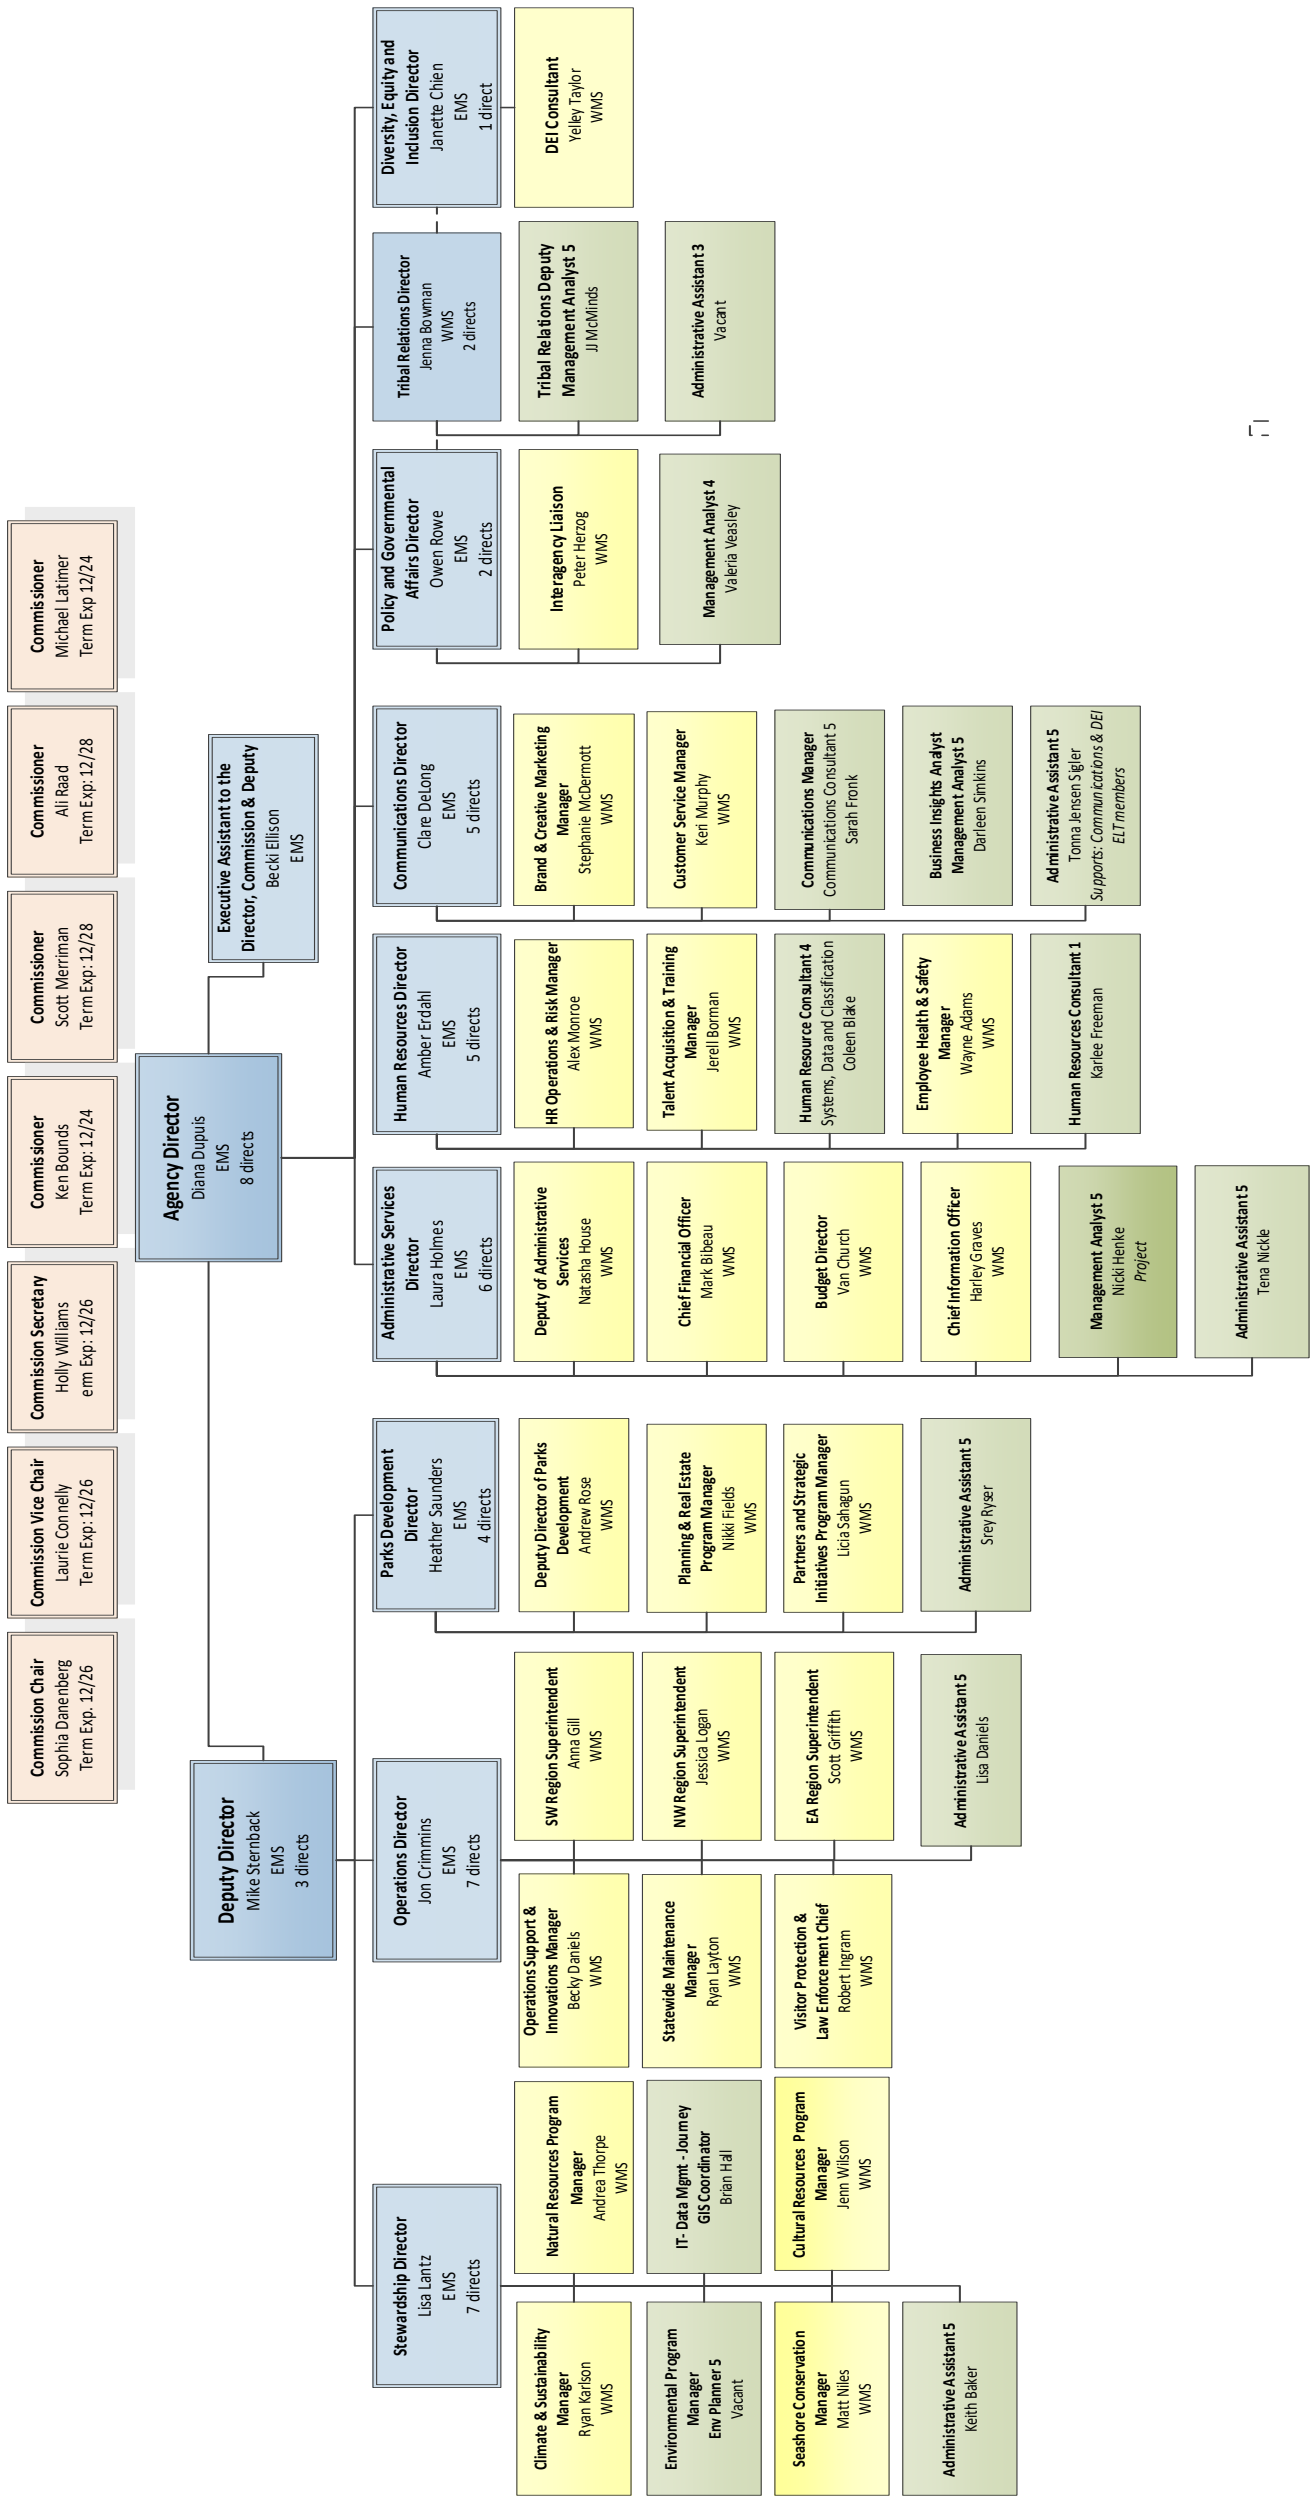 Commission Chair
Sophia Danenberg
Term Exp. 12/26
Commission Vice Chair
Laurie Connelly
Term Exp: 12/26
Commission Secretary
Holly Williams
erm Exp: 12/26
Commissioner
Ken Bounds
Term Exp: 12/24
Commissioner
Scott Merriman
Term Exp: 12/28
Commissioner
Ali Raad
Term Exp: 12/28
Commissioner
Michael Latimer
Term Exp 12/24
Agency Director
Diana Dupuis
EMS
8 directs
Deputy Director
Mike Sternback
EMS
3 directs
Executive Assistant to the
Director, Commission & Deputy
Becki Ellison
EMS
Stewardship Director
Lisa Lantz
EMS
7 directs
Climate & Sustainability
Manager
Ryan Karlson
WMS
Natural Resources Program
Manager
Andrea Thorpe
WMS
Environmental Program
Manager
Env Planner 5
Vacant
IT- Data Mgmt - Journey
GIS Coordinator
Brian Hall
Seashore Conservation
Manager
Matt Niles
WMS
Cultural Resources Program
Manager
Jenn Wilson
WMS
Administrative Assistant 5
Keith Baker
Operations Director
Jon Crimmins
EMS
7 directs
Operations Support &
Innovations Manager
Becky Daniels
WMS
SW Region Superintendent
Anna Gill
WMS
Statewide Maintenance
Manager
Ryan Layton
WMS
NW Region Superintendent
Jessica Logan
WMS
Visitor Protection &
Law Enforcement Chief
Robert Ingram
WMS
EA Region Superintendent
Scott Griffith
WMS
Administrative Assistant 5
Lisa Daniels
Parks Development
Director
Heather Saunders
EMS
4 directs
Deputy Director of Parks
Development
Andrew Rose
WMS
Planning & Real Estate
Program Manager
Nikki Fields
WMS
Partners and Strategic
Initiatives Program Manager
Licia Sahagun
WMS
Administrative Assistant 5
Srey Ryser
Administrative Services
Director
Laura Holmes
EMS
6 directs
Deputy of Administrative
Services
Natasha House
WMS
Chief Financial Officer
Mark Bibeau
WMS
Budget Director
Van Church
WMS
Chief Information Officer
Harley Graves
WMS
Management Analyst 5
Nicki Henke
Project
Administrative Assistant 5
Tena Nickle
Human Resources Director
Amber Erdahl
EMS
5 directs
HR Operations & Risk Manager
Alex Monroe
WMS
Talent Acquisition & Training
Manager
Jerell Borman
WMS
Human Resource Consultant 4
Systems, Data and Classification
Coleen Blake
Employee Health & Safety
Manager
Wayne Adams
WMS
Human Resources Consultant 1
Karlee Freeman
Communications Director
Clare DeLong
EMS
5 directs
Brand & Creative Marketing
Manager
Stephanie McDermott
WMS
Customer Service Manager
Keri Murphy
WMS
Communications Manager
Communications Consultant 5
Sarah Fronk
Business Insights Analyst
Management Analyst 5
Darleen Simkins
Administrative Assistant 5
Tonna Jensen Sigler
Supports: Communications & DEI
ELT members
Policy and Governmental
Affairs Director
Owen Rowe
EMS
2 directs
Interagency Liaison
Peter Herzog
WMS
Management Analyst 4
Valeria Veasley
Tribal Relations Director
Jenna Bowman
WMS
2 directs
Tribal Relations Deputy
Management Analyst 5
JJ McMinds
Administrative Assistant 3
Vacant
Diversity, Equity and
Inclusion Director
Janette Chien
EMS
1 direct
DEI Consultant
Yelley Taylor
WMS